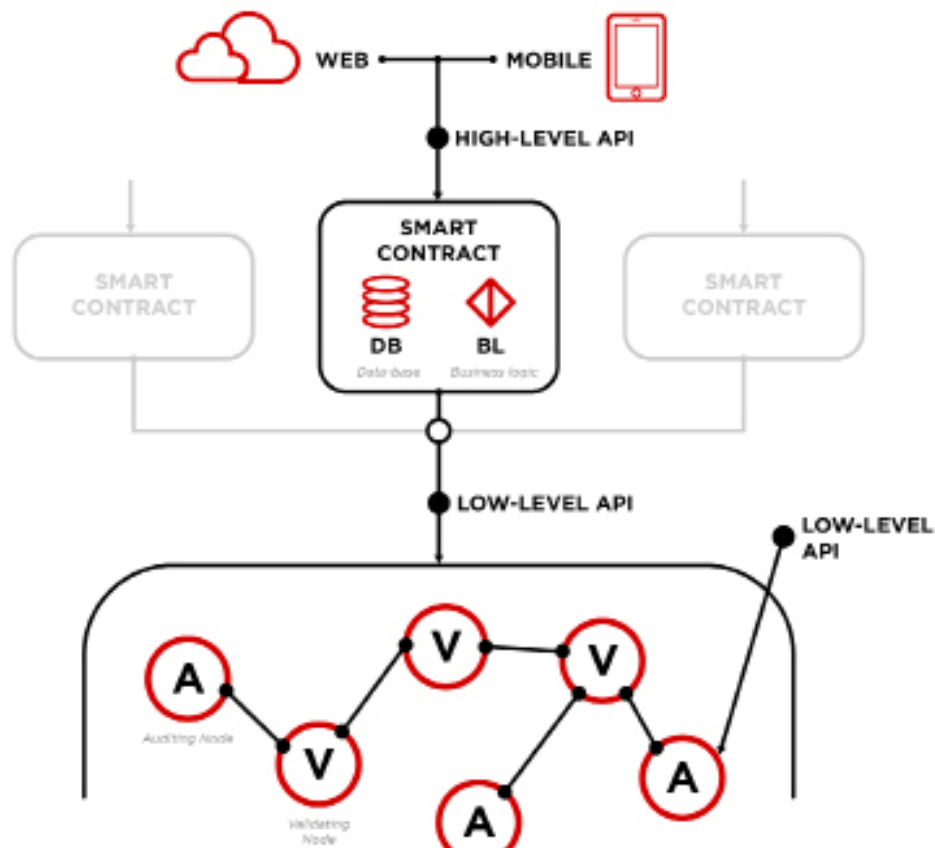 WEB
MOBILE
HIGH-LEVEL API
SMART
CONTRACT
DB
BL
Data-base
Business logic
SMART
CONTRACT
SMART
CONTRACT
LOW-LEVEL API
LOW-LEVEL
API
A
V
V
V
A
A
Auditing Node
Validating
Node